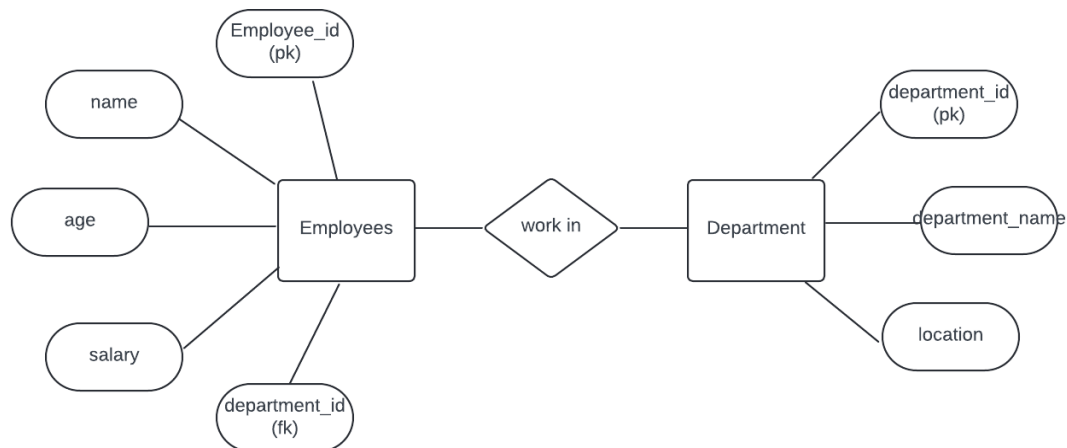 Employee_id
(pk)
name
age
salary
department_id
(fk)
Employees
work in
Department
department_id
(pk)
department_name
location